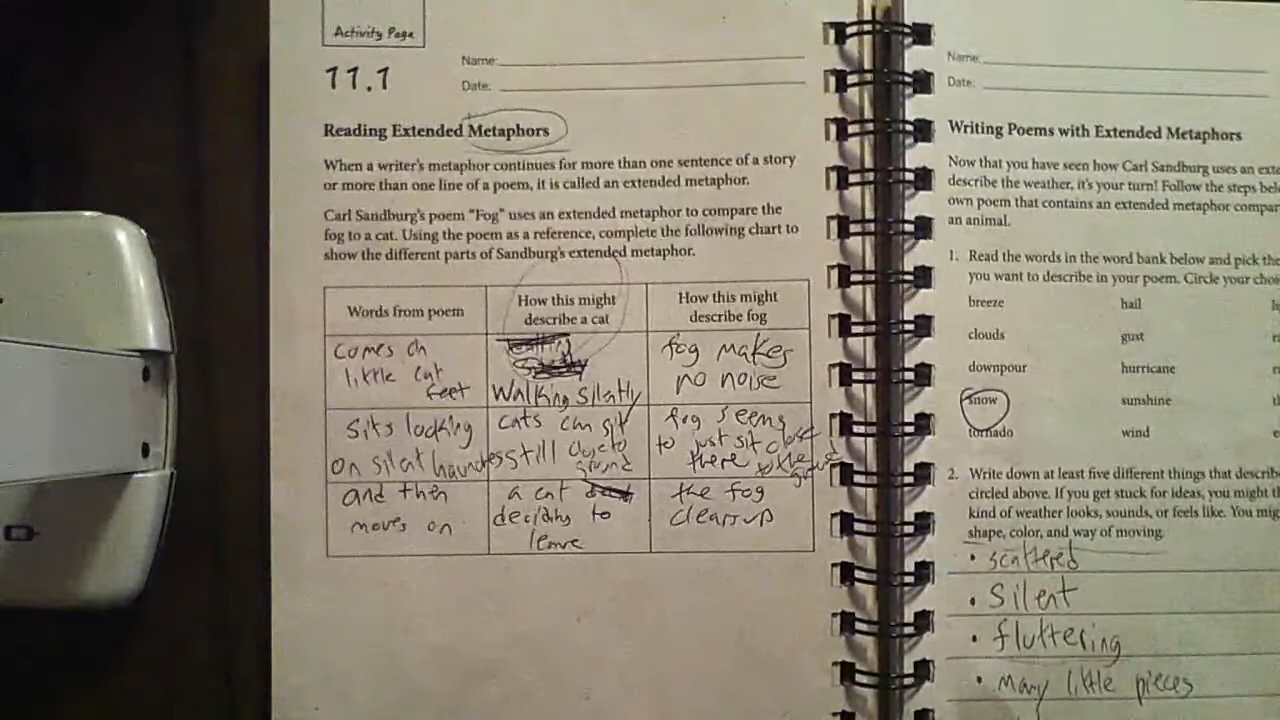 Activity Page
11.1
Name:
Date:
Reading Extended Metaphors
When a writer's metaphor continues for more than one sentence of a story
or more than one line of a poem, it is called an extended metaphor.
Carl Sandburg's poem "Fog" uses an extended metaphor to compare the
fog to a cat. Using the poem as a reference, complete the following chart to
show the different parts of Sandburg's extended metaphor.
Words from poem
How this might
describe a cat
How this might
describe fog
comes on
little cat
feet
Walking silently
fog makes
no noise
Sits looking
on silent
cats can sit
still close to
ground
fog seems
to just sit close
there to the
and then
moves on
a cat
deciding to
leave
the fog
clears up
Name:
Date:
Writing Poems with Extended Metaphors
Now that you have seen how Carl Sandburg uses an
describe the weather, it's your turn! Follow the steps
own poem that contains an extended metaphor
an animal.
1. Read the words in the word bank below and pick the
you want to describe in your poem. Circle your
breeze
hail
clouds
gust
downpour
hurricane
snow
sunshine
tornado
wind
2. Write down at least five different things that
circled above. If you get stuck for ideas, you might
kind of weather looks, sounds, or feels like. You
shape, color, and way of moving.
• scattered
• Silent
• fluttering
• many little pieces